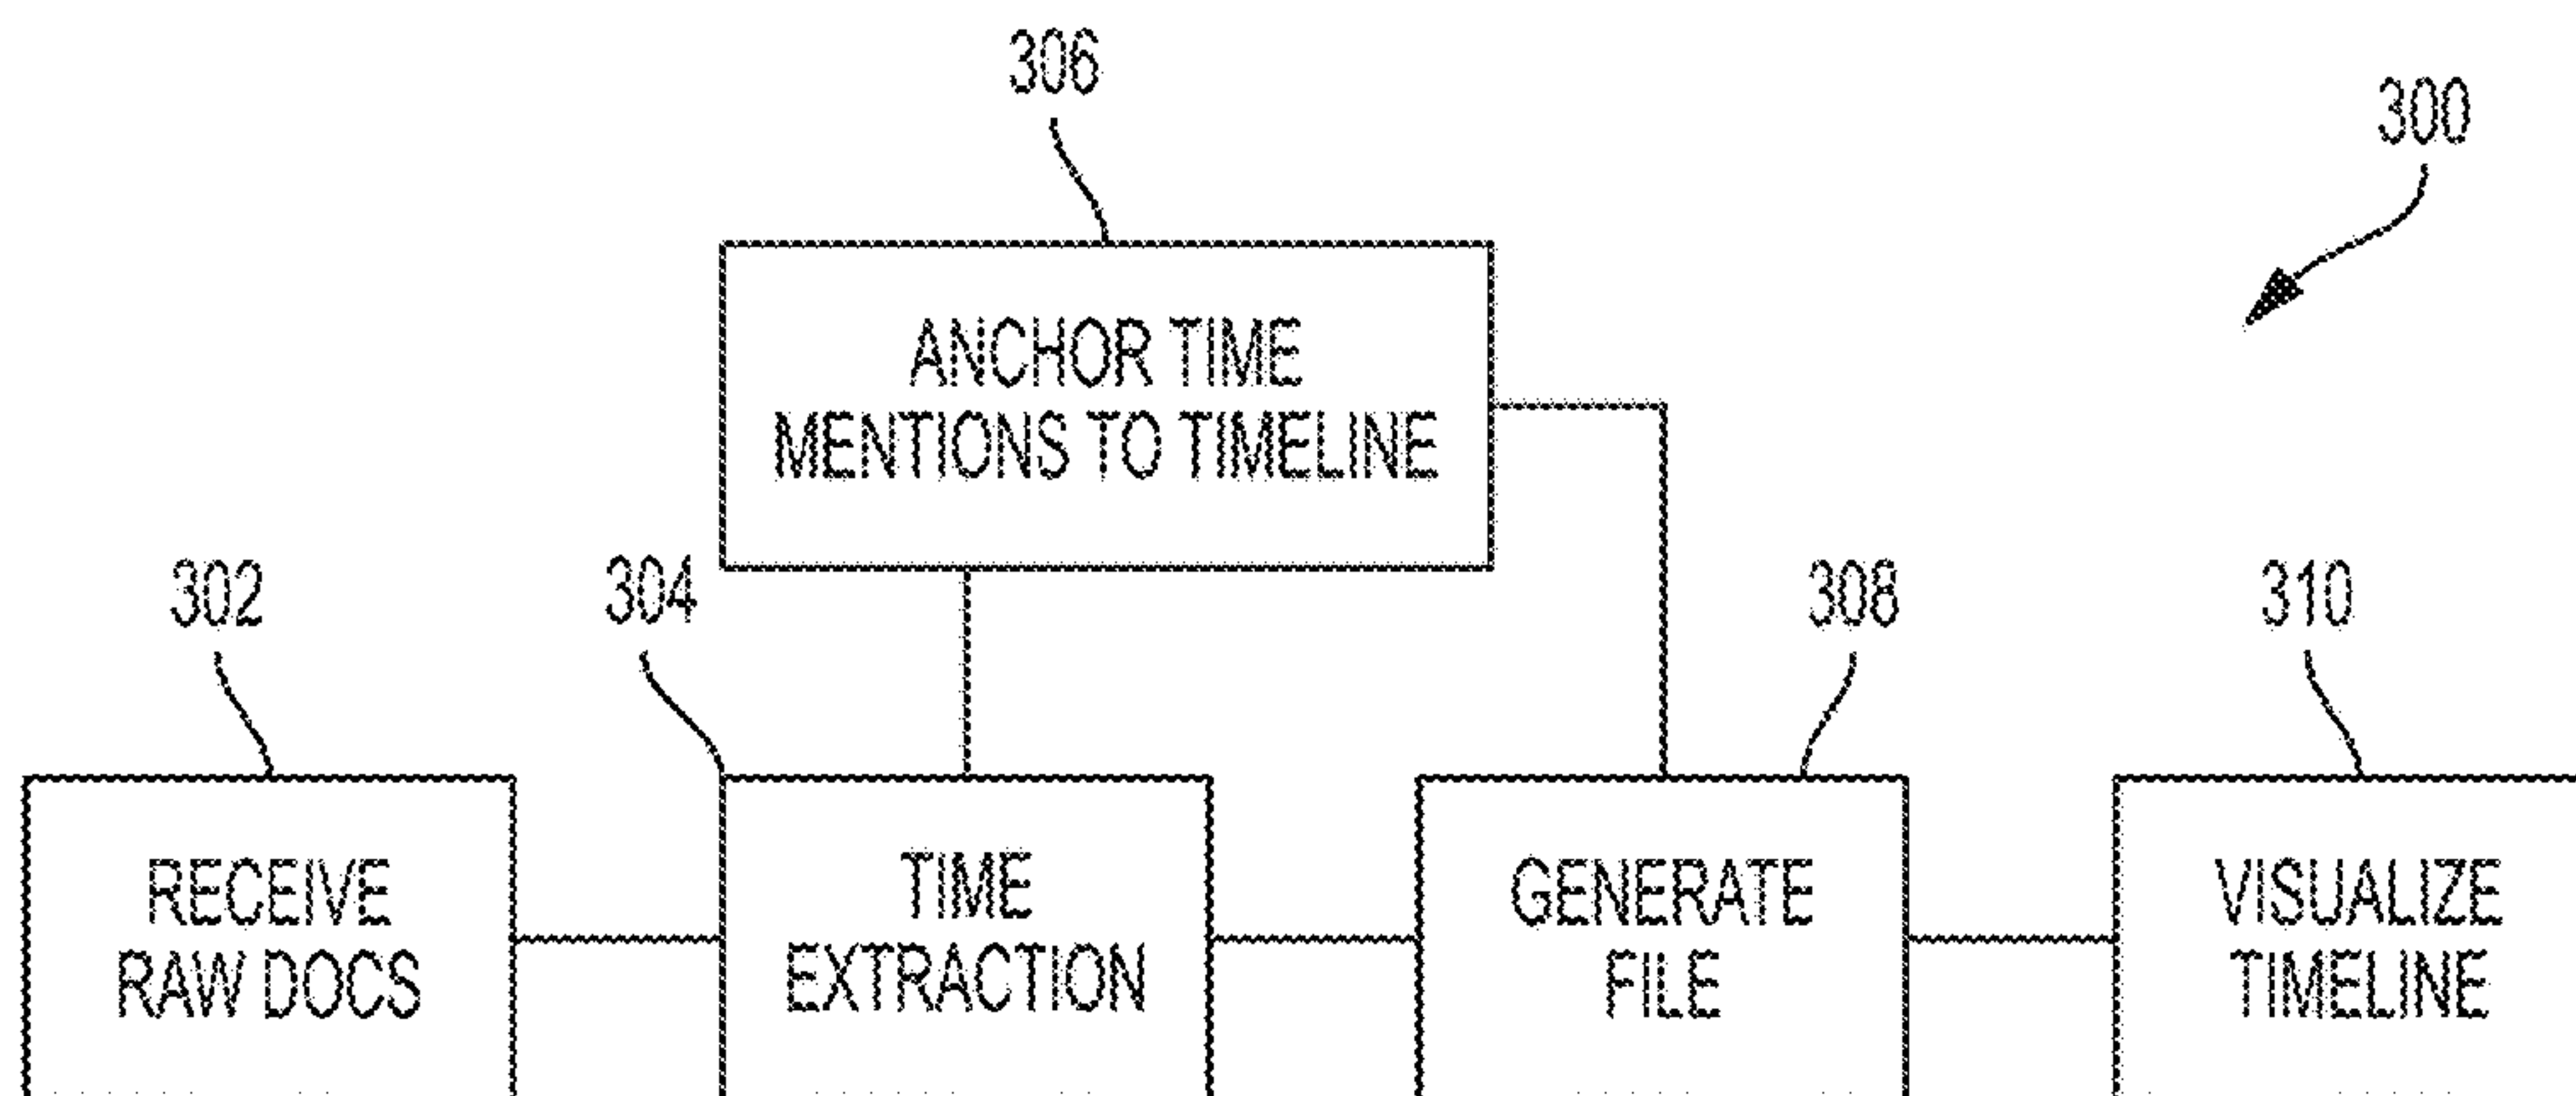 306
300
ANCHOR TIME
MENTIONS TO TIMELINE
302
304
308
310
RECEIVE
RAW DOCS
TIME
EXTRACTION
GENERATE
FILE
VISUALIZE
TIMELINE